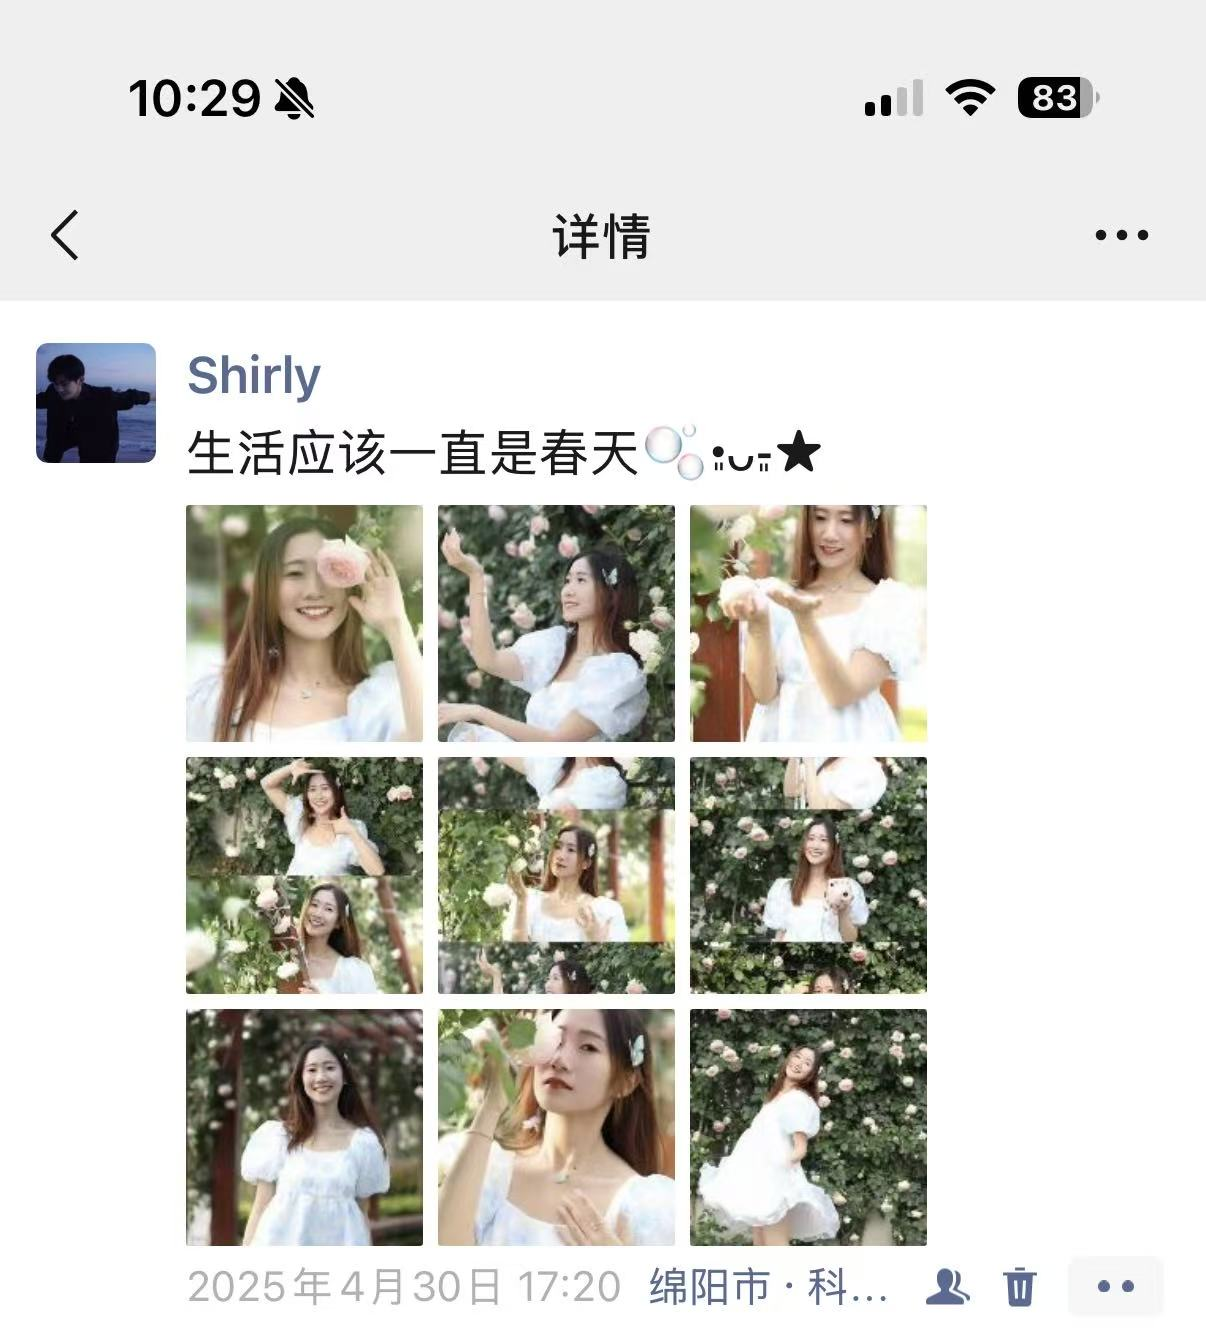 10:29
83
详情
Shirly
生活应该一直是春天🫧•ᴗ-★
2025年4月30日 17:20 绵阳市 · 科...